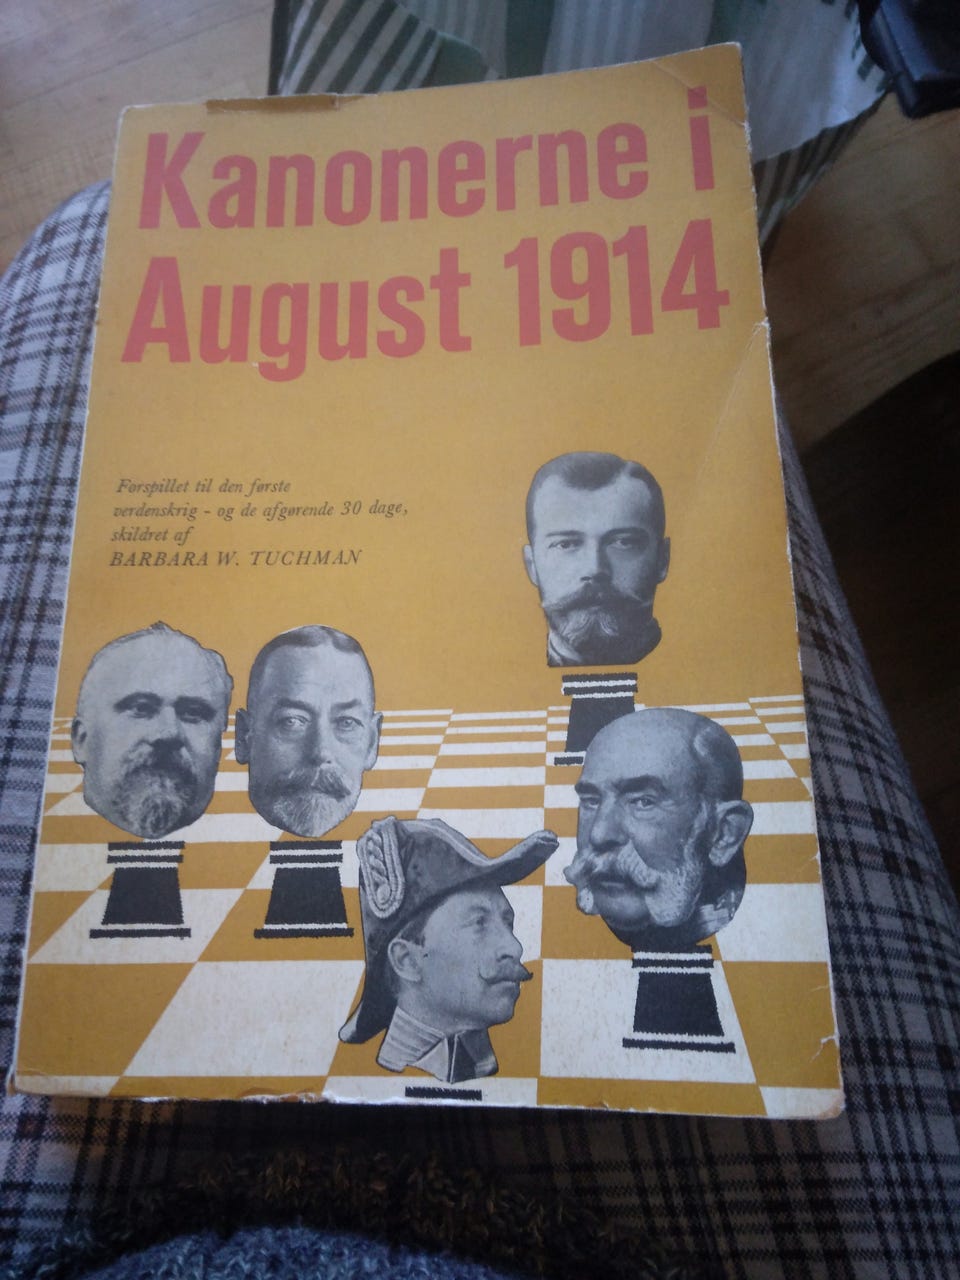 Kanonerne i
August 1914
Forspillet til den første
verdenskrig - og de afgørende 30 dage,
skildret af
BARBARA W. TUCHMAN